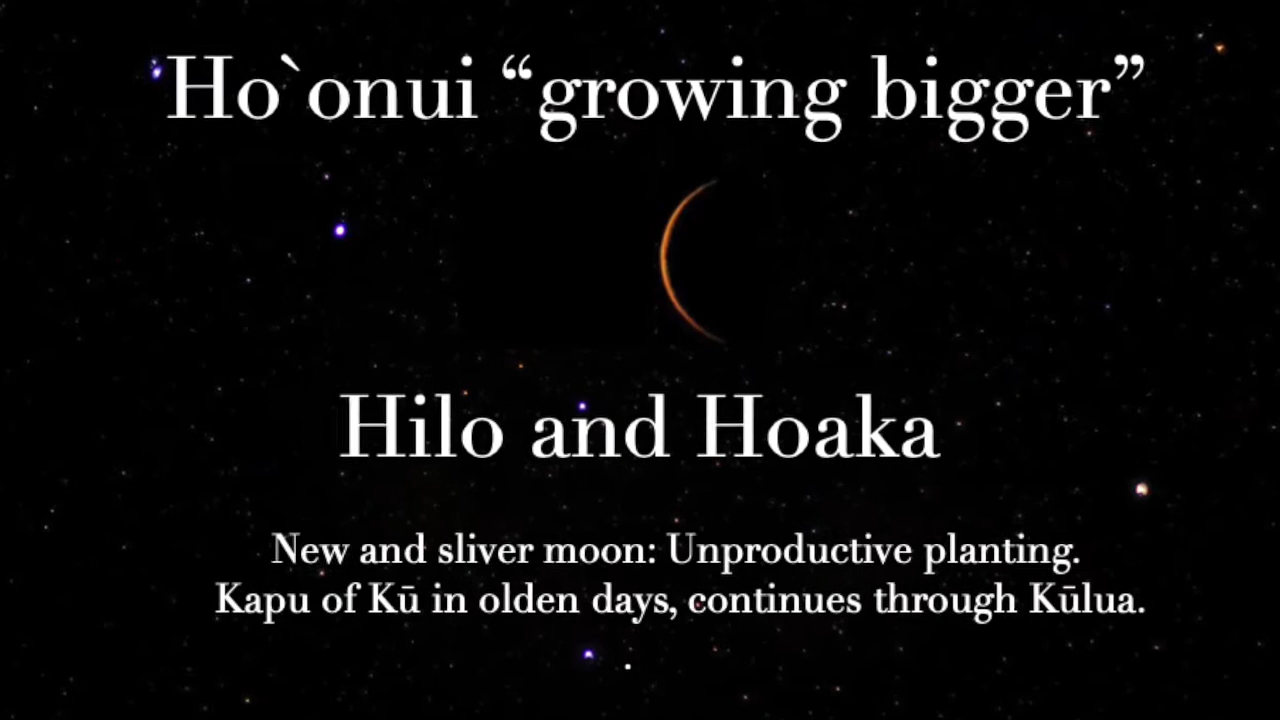 Ho`onui “growing bigger”
Hilo and Hoaka
New and sliver moon: Unproductive planting.
Kapu of Kū in olden days, continues through Kūlua.